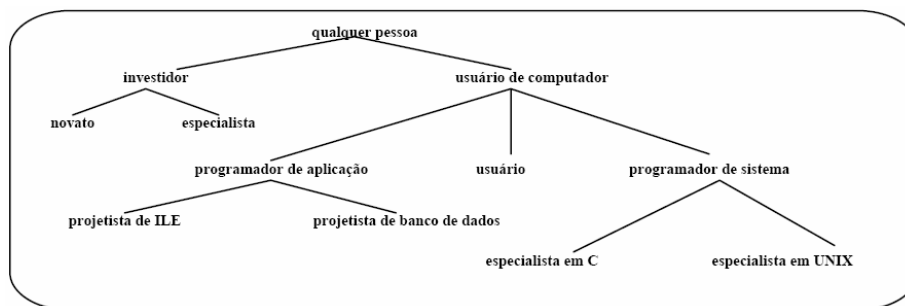 qualquer pessoa
investidor
usuário de computador
novato
especialista
programador de aplicação
usuário
programador de sistema
projetista de ILE
projetista de banco de dados
especialista em C
especialista em UNIX